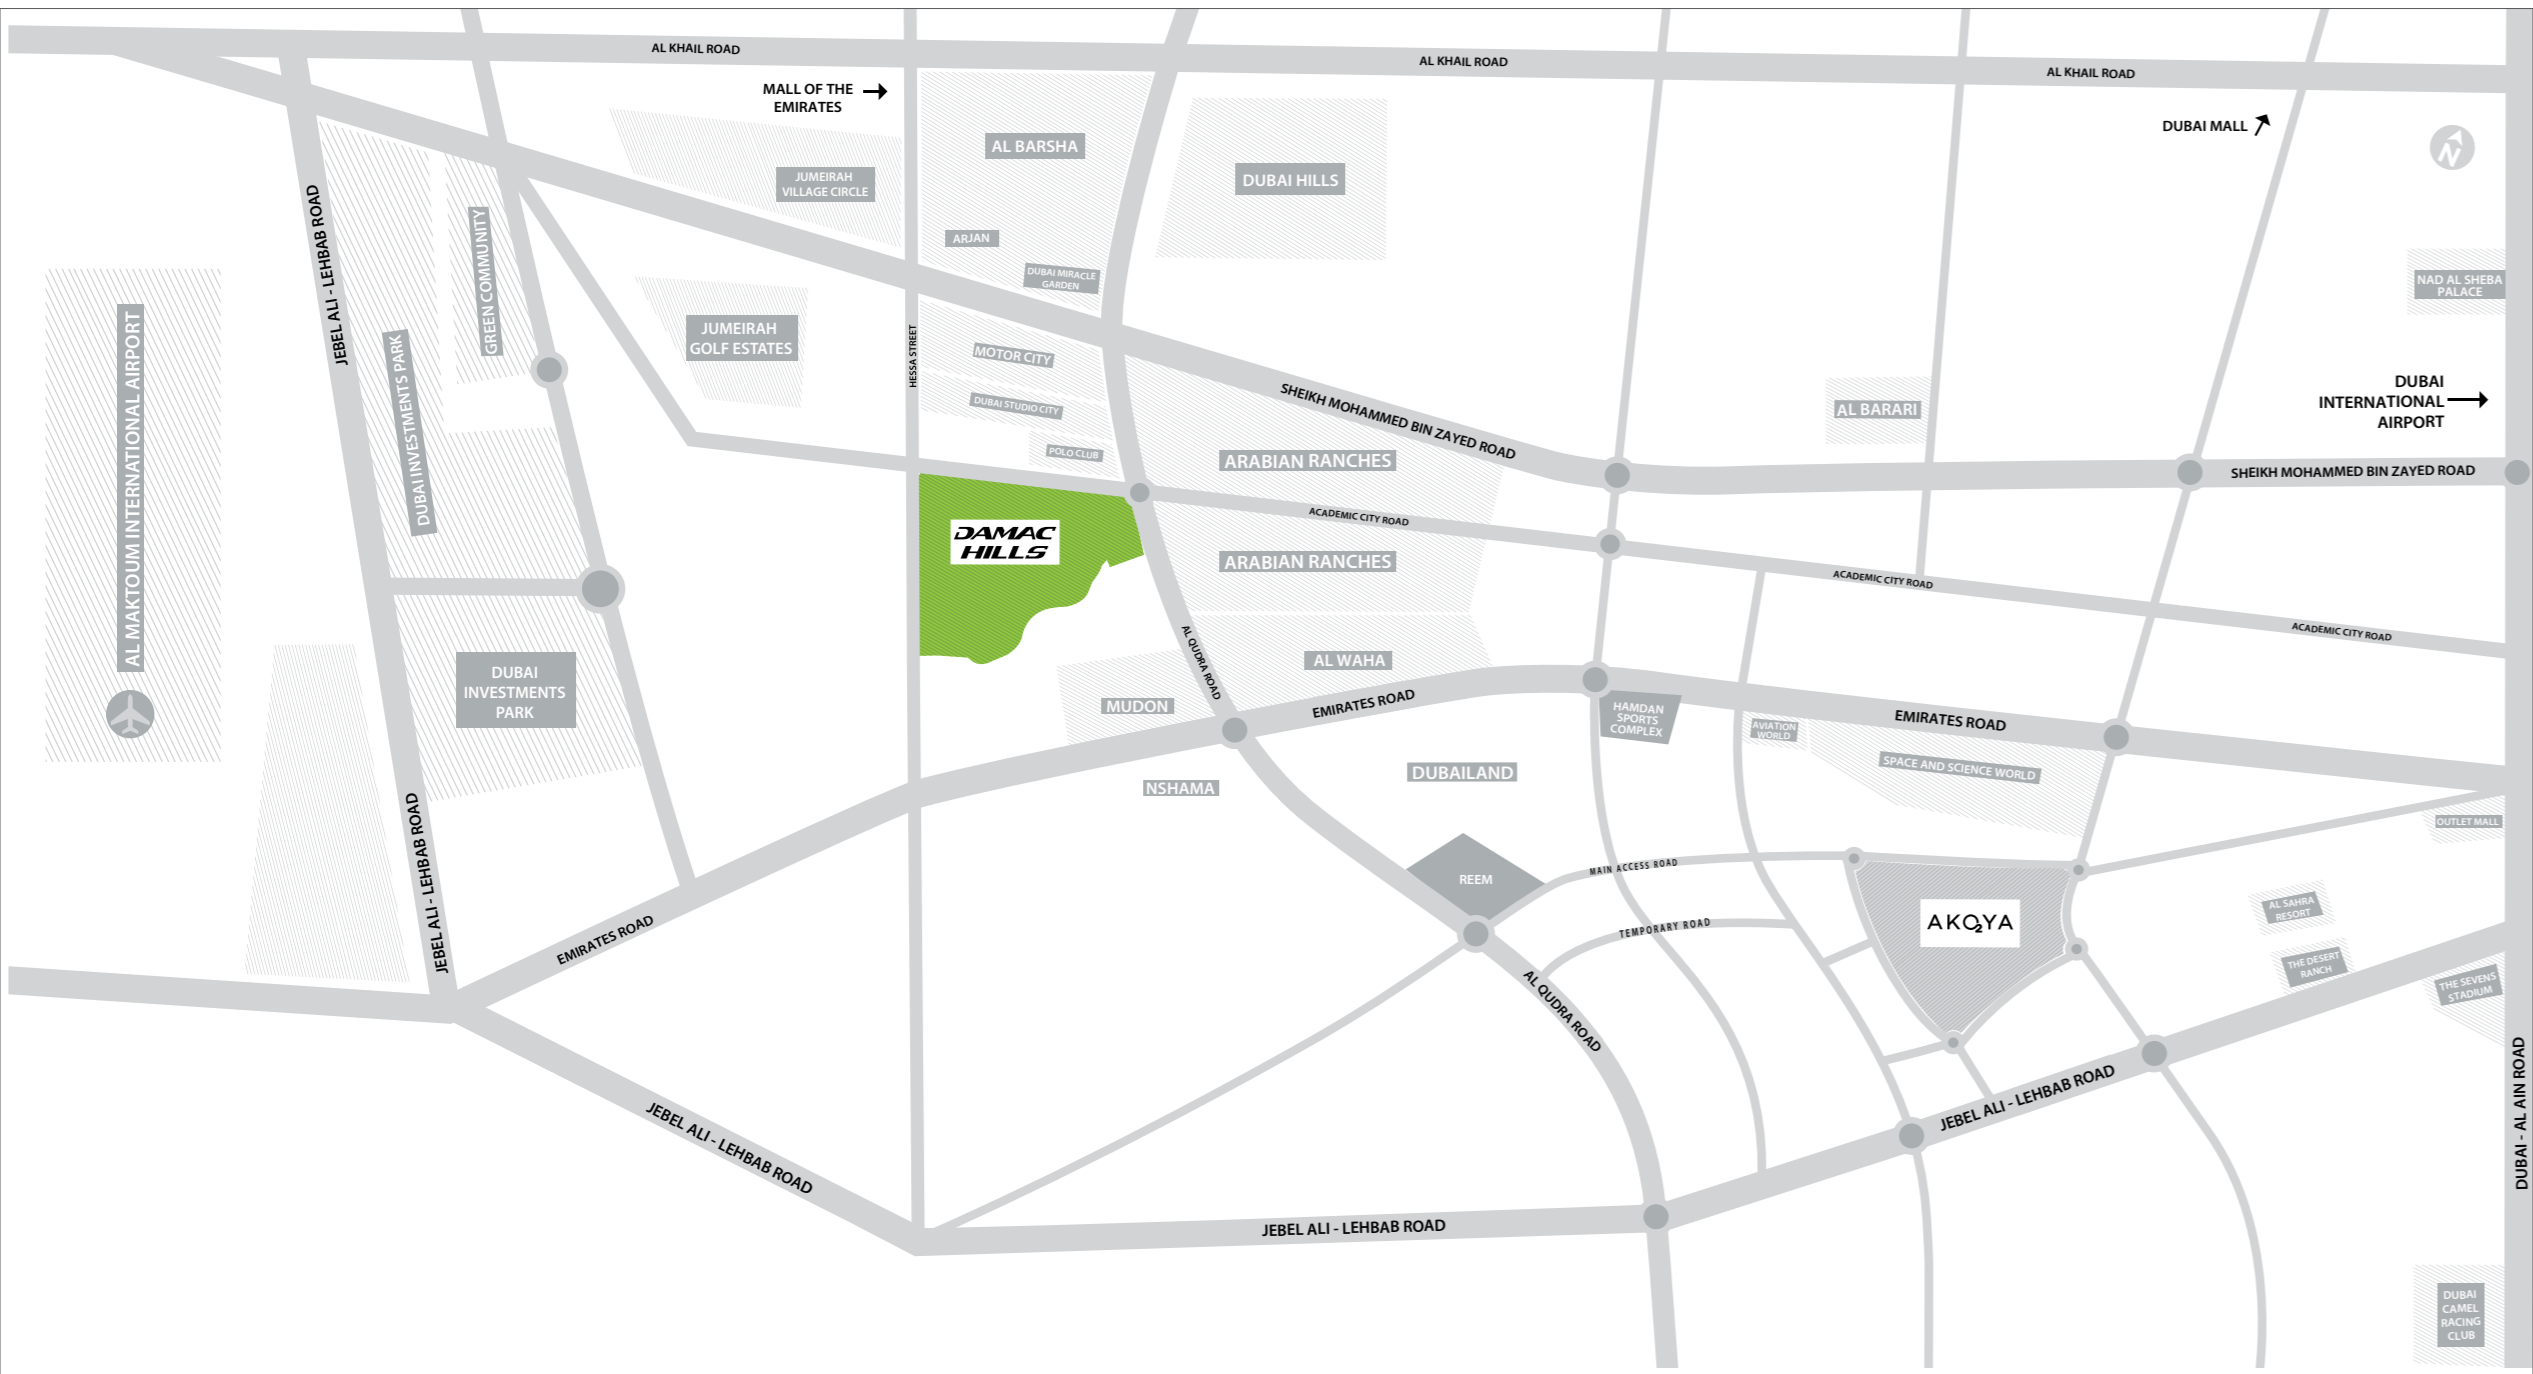 AL KHAIL ROAD
AL KHAIL ROAD
AL KHAIL ROAD
MALL OF THE
EMIRATES
DUBAI MALL
N
AL BARSHA
JUMEIRAH
VILLAGE CIRCLE
DUBAI HILLS
ARJAN
DUBAI MIRACLE
GARDEN
JEBEL ALI - LEHBAB ROAD
GREEN COMMUNITY
NAD AL SHEBA
PALACE
AL MAKTOUM INTERNATIONAL AIRPORT
DUBAI INVESTMENTS PARK
JUMEIRAH
GOLF ESTATES
HESSA STREET
MOTOR CITY
DUBAI STUDIO CITY
POLO CLUB
SHEIKH MOHAMMED BIN ZAYED ROAD
AL BARARI
DUBAI
INTERNATIONAL
AIRPORT
ARABIAN RANCHES
SHEIKH MOHAMMED BIN ZAYED ROAD
ACADEMIC CITY ROAD
DAMAC
HILLS
ARABIAN RANCHES
ACADEMIC CITY ROAD
ACADEMIC CITY ROAD
AL QUDRA ROAD
AL WAHA
DUBAI
INVESTMENTS
PARK
MUDON
EMIRATES ROAD
HAMDAN
SPORTS
COMPLEX
AVIATION
WORLD
EMIRATES ROAD
SPACE AND SCIENCE WORLD
NSHAMA
DUBAILAND
OUTLET MALL
JEBEL ALI - LEHBAB ROAD
REEM
MAIN ACCESS ROAD
TEMPORARY ROAD
AKO2YA
AL SAHRA
RESORT
EMIRATES ROAD
THE DESERT
RANCH
THE SEVENS
STADIUM
AL QUDRA ROAD
JEBEL ALI - LEHBAB ROAD
JEBEL ALI - LEHBAB ROAD
JEBEL ALI - LEHBAB ROAD
DUBAI - AL AIN ROAD
DUBAI
CAMEL
RACING
CLUB